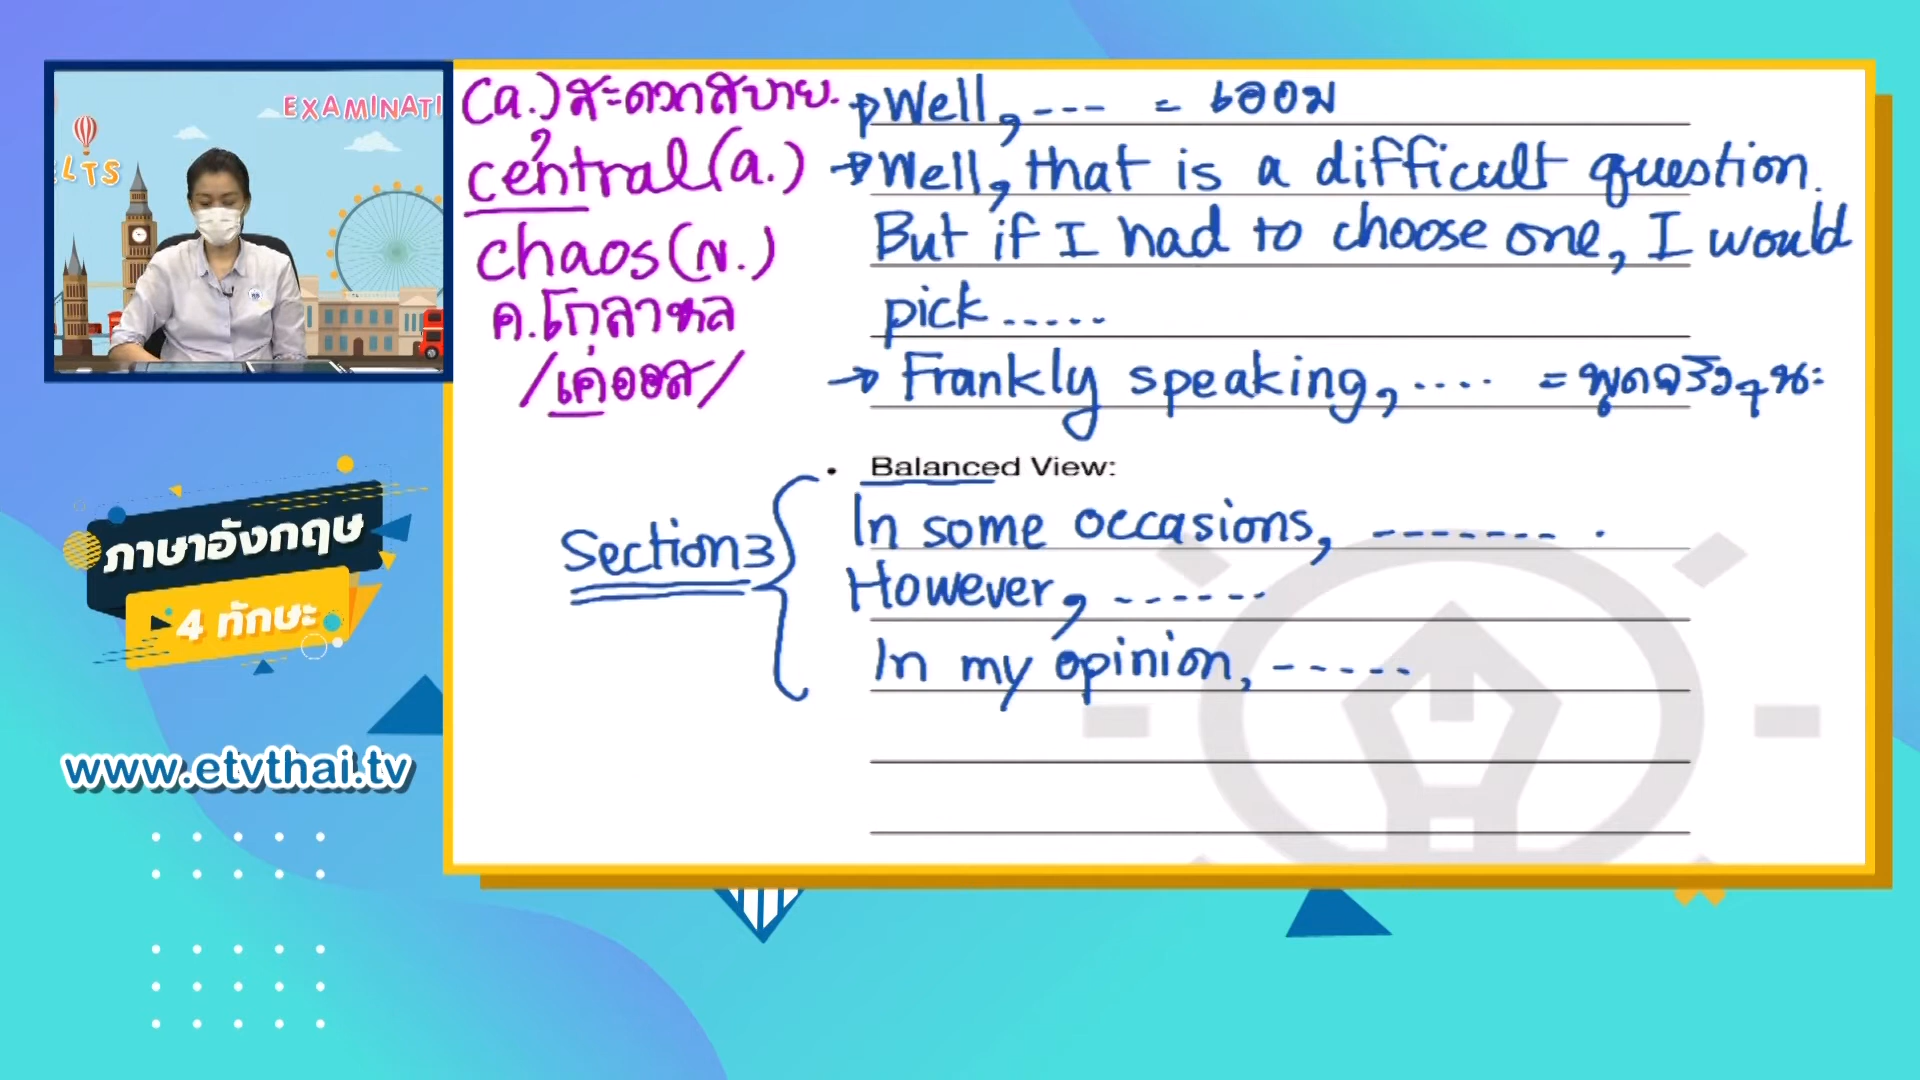 EXAMINATI
ELTS
(a.) สะดวกสบาย.
central (a.)
chaos (N.)
ค.โกลาหล
/เค่ออส/
Well, --- = เออม
Well, that is a difficult question.
But if I had to choose one, I would
pick .....
Frankly speaking, .... = พูดจริงๆนะ
• Balanced View:
Section 3
In some occasions, ------- .
However, ------
In my opinion, -----
ภาษาอังกฤษ
4 ทักษะ
www.etvthai.tv